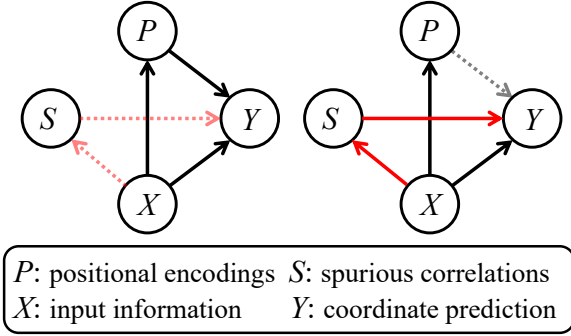 P
P
S
Y
S
Y
X
X
P: positional encodings S: spurious correlations
X: input information Y: coordinate prediction